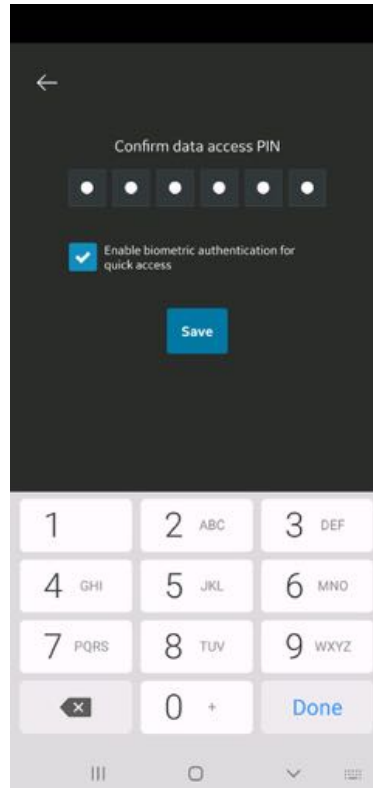 Confirm data access PIN
Enable biometric authentication for
quick access
Save
1 2 ABC 3 DEF
4 GHI 5 JKL 6 MNO
7 PQRS 8 TUV 9 WXYZ
0 + Done